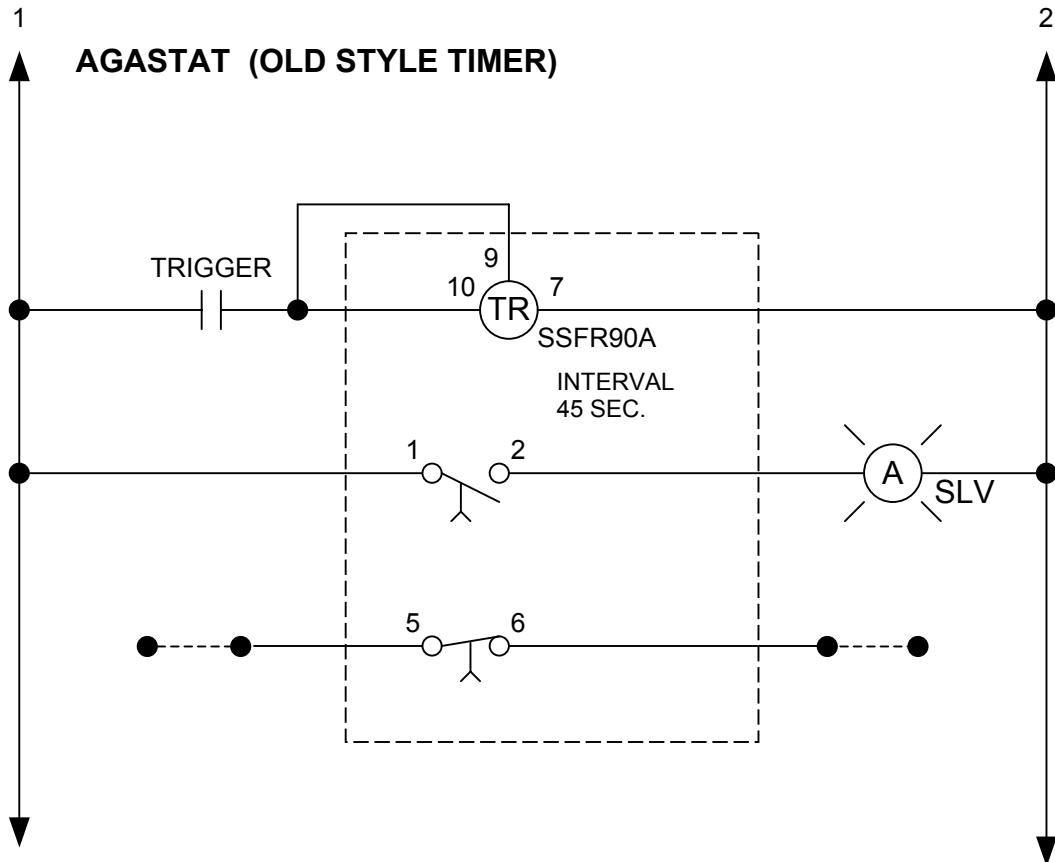 1
2
AGASTAT (OLD STYLE TIMER)
TRIGGER
9
10
TR
7
SSFR90A
INTERVAL
45 SEC.
1
2
A
SLV
5
6